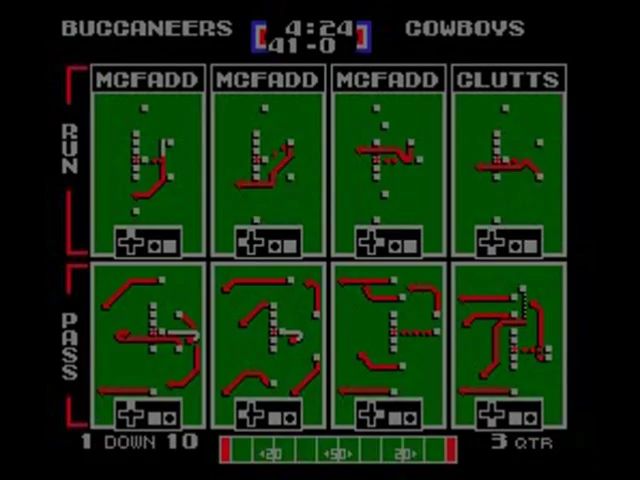 BUCCANEERS 4:24 COWBOYS
41-0
MCFADD MCFADD MCFADD CLUTTS
RUN
PASS
1 DOWN 10 3 QTR
20 50 20